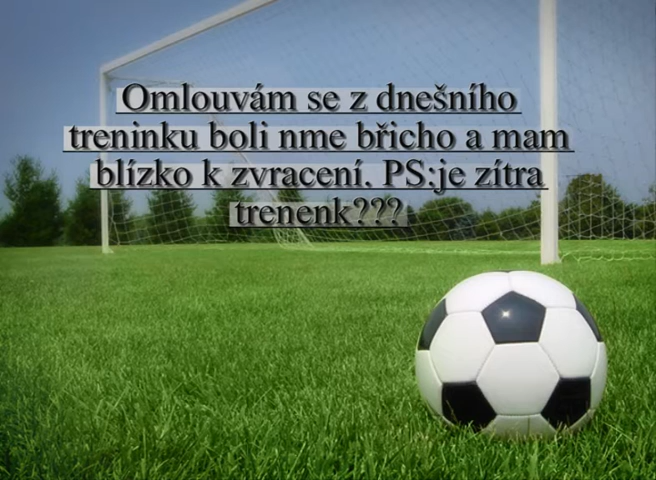 Omlouvám se z dnešního
treninku boli nme břicho a mam
blízko k zvracení. PS:je zítra
trenenk???